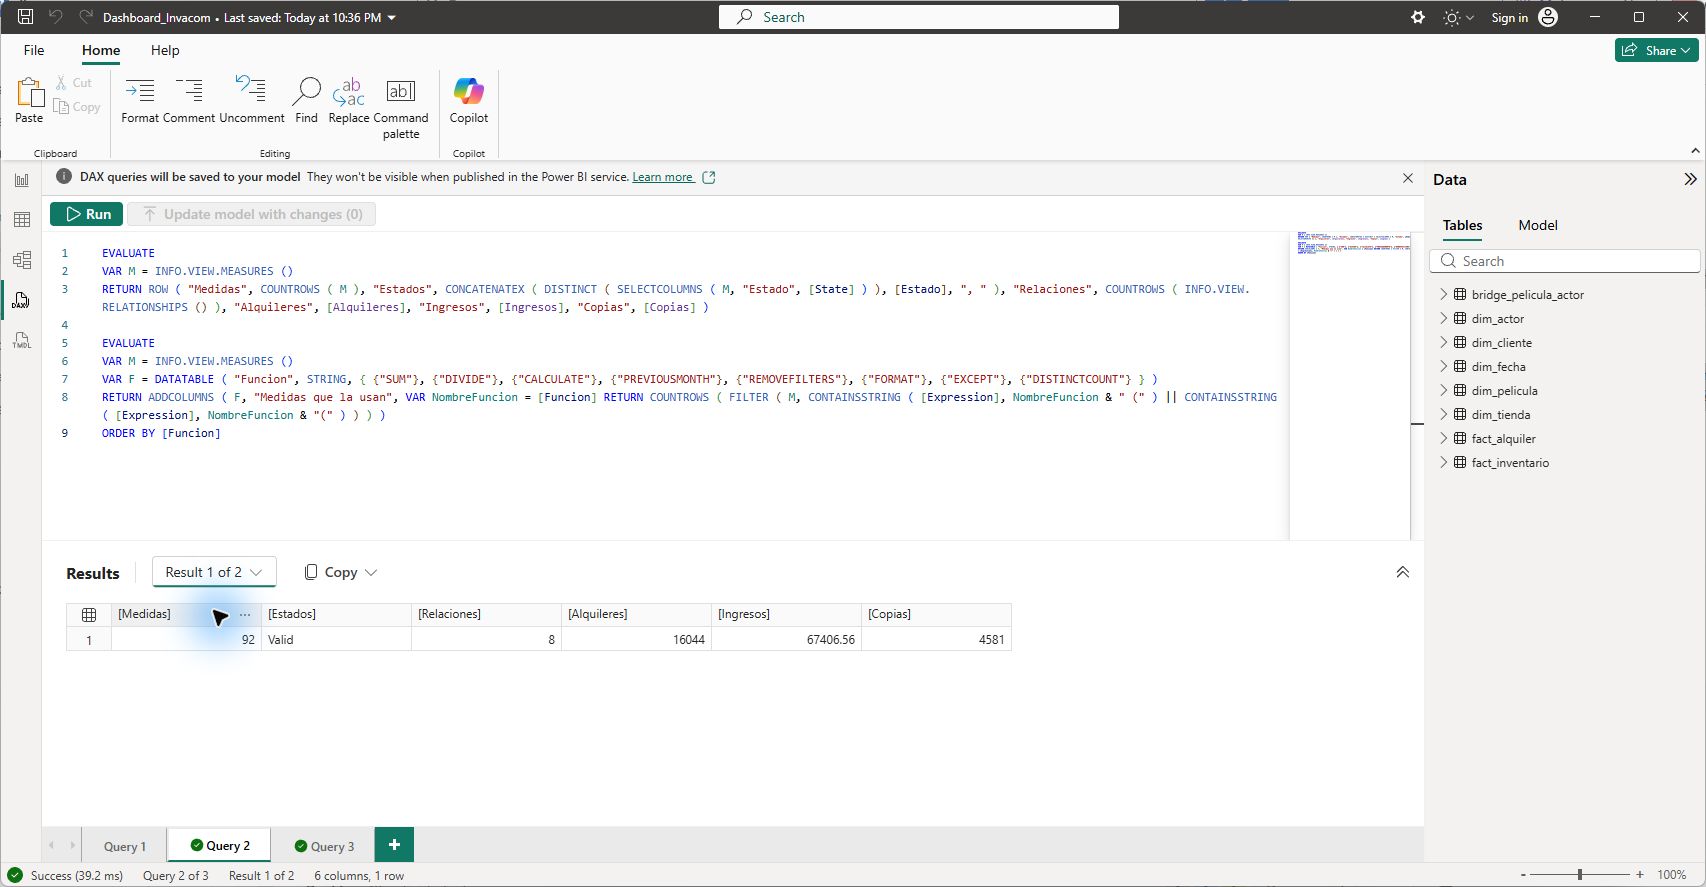 Dashboard_Invacom • Last saved: Today at 10:36 PM
Search
Sign in
File
Home
Help
Share
Paste
Cut
Copy
Format
Comment
Uncomment
Find
Replace
Command
palette
Copilot
Clipboard
Editing
Copilot
DAX queries will be saved to your model They won't be visible when published in the Power BI service. Learn more
Run
Update model with changes (0)
1 EVALUATE
2 VAR M = INFO.VIEW.MEASURES ()
3 RETURN ROW ( "Medidas", COUNTROWS ( M ), "Estados", CONCATENATEX ( DISTINCT ( SELECTCOLUMNS ( M, "Estado", [State] ) ), [Estado], ", " ), "Relaciones", COUNTROWS ( INFO.VIEW.
RELATIONSHIPS () ), "Alquileres", [Alquileres], "Ingresos", [Ingresos], "Copias", [Copias] )
4
5 EVALUATE
6 VAR M = INFO.VIEW.MEASURES ()
7 VAR F = DATATABLE ( "Funcion", STRING, { {"SUM"}, {"DIVIDE"}, {"CALCULATE"}, {"PREVIOUSMONTH"}, {"REMOVEFILTERS"}, {"FORMAT"}, {"EXCEPT"}, {"DISTINCTCOUNT"} } )
8 RETURN ADDCOLUMNS ( F, "Medidas que la usan", VAR NombreFuncion = [Funcion] RETURN COUNTROWS ( FILTER ( M, CONTAINSSTRING ( [Expression], NombreFuncion & " (" ) || CONTAINSSTRING
( [Expression], NombreFuncion & "(" ) ) ) )
9 ORDER BY [Funcion]
DAX
TMDL
Data
Tables
Model
Search
bridge_pelicula_actor
dim_actor
dim_cliente
dim_fecha
dim_pelicula
dim_tienda
fact_alquiler
fact_inventario
Results
Result 1 of 2
Copy
[Medidas] ... [Estados] [Relaciones] [Alquileres] [Ingresos] [Copias]
1 92 Valid 8 16044 67406.56 4581
Query 1
Query 2
Query 3
+
Success (39.2 ms)
Query 2 of 3
Result 1 of 2
6 columns, 1 row
- + 100%